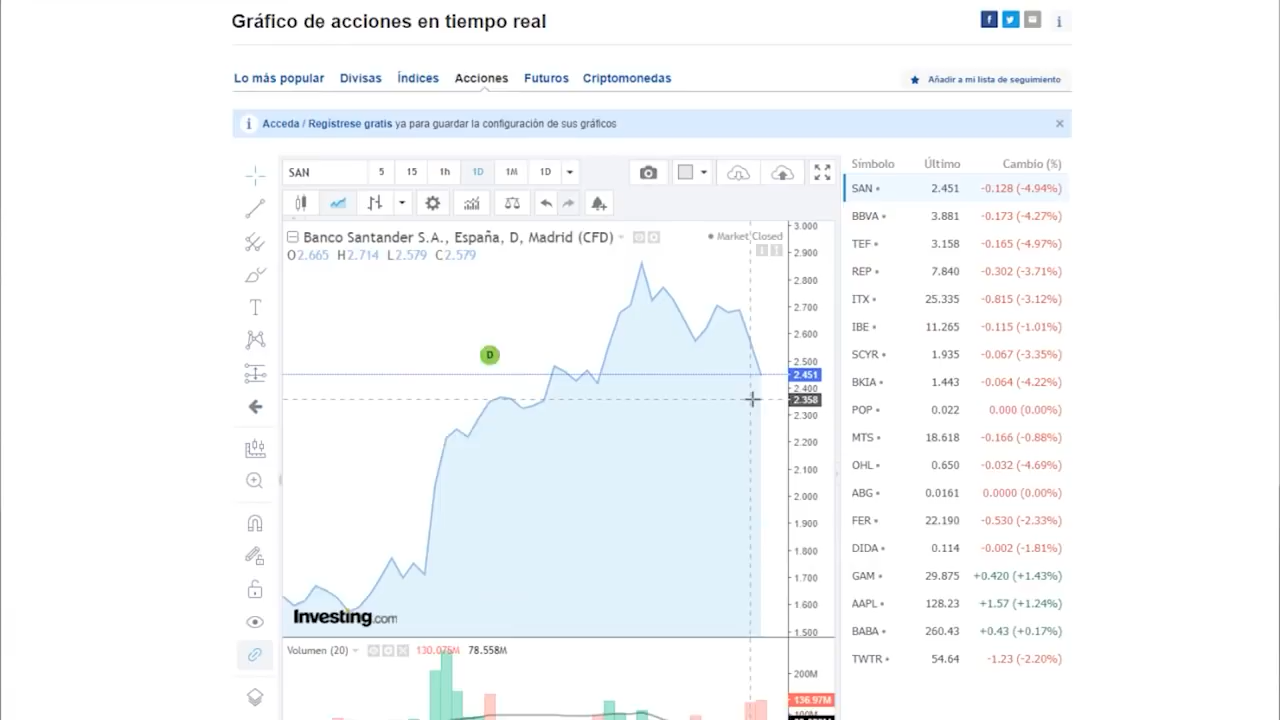 Gráfico de acciones en tiempo real
Lo más popular Divisas Índices Acciones Futuros Criptomonedas
Añadir a mi lista de seguimiento
Acceda / Regístrese gratis ya para guardar la configuración de sus gráficos
SAN 5 15 1h 1D 1M 1D
Banco Santander S.A., España, D, Madrid (CFD)
Market Closed
O2.665 H2.714 L2.579 C2.579
D
3.000
2.900
2.800
2.700
2.600
2.500
2.451
2.400
2.358
2.300
2.200
2.100
2.000
1.900
1.800
1.700
1.600
1.500
Investing.com
Volumen (20) 130.075M 78.558M
200M
136.97M
Símbolo Último Cambio (%)
SAN 2.451 -0.128 (-4.94%)
BBVA 3.881 -0.173 (-4.27%)
TEF 3.158 -0.165 (-4.97%)
REP 7.840 -0.302 (-3.71%)
ITX 25.335 -0.815 (-3.12%)
IBE 11.265 -0.115 (-1.01%)
SCYR 1.935 -0.067 (-3.35%)
BKIA 1.443 -0.064 (-4.22%)
POP 0.022 0.000 (0.00%)
MTS 18.618 -0.166 (-0.88%)
OHL 0.650 -0.032 (-4.69%)
ABG 0.0161 0.0000 (0.00%)
FER 22.190 -0.530 (-2.33%)
DIDA 0.114 -0.002 (-1.81%)
GAM 29.875 +0.420 (+1.43%)
AAPL 128.23 +1.57 (+1.24%)
BABA 260.43 +0.43 (+0.17%)
TWTR 54.64 -1.23 (-2.20%)